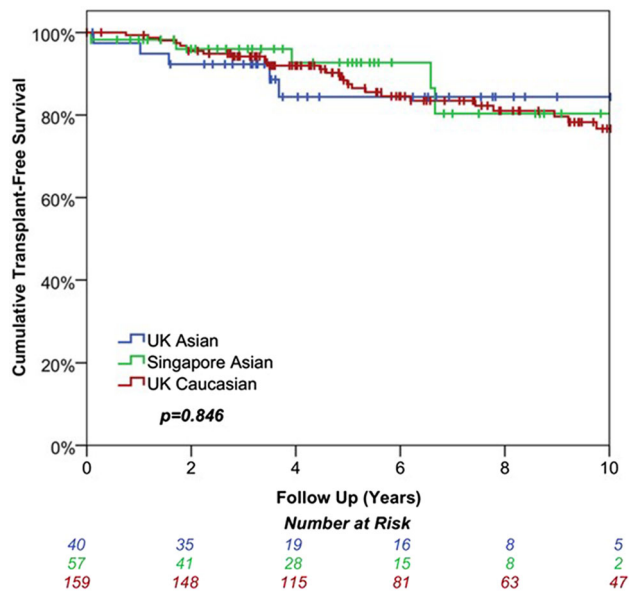 Cumulative Transplant-Free Survival
100%
80%
60%
40%
20%
0%
UK Asian
Singapore Asian
UK Caucasian
p=0.846
0 2 4 6 8 10
Follow Up (Years)
Number at Risk
40 35 19 16 8 5
57 41 28 15 8 2
159 148 115 81 63 47